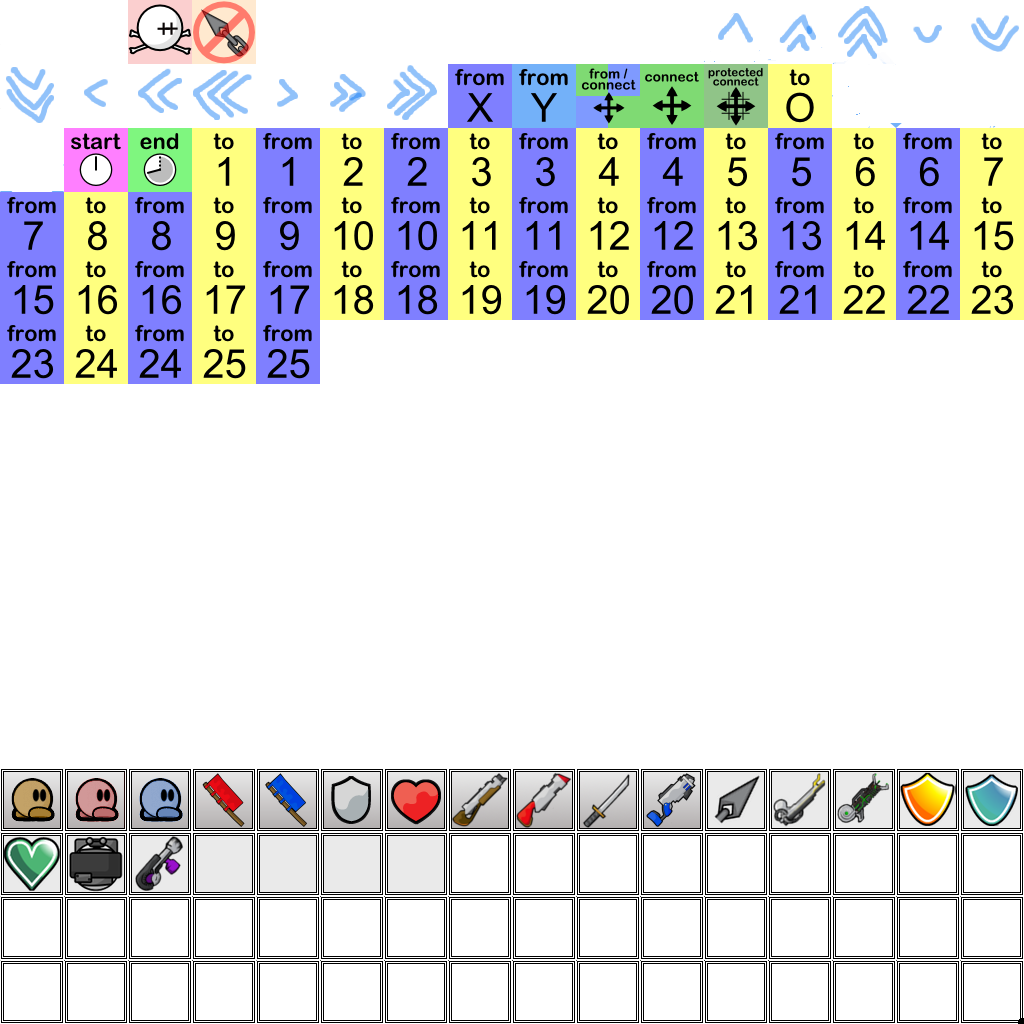 from X
from Y
from / connect
connect
protected connect
to O
start
end
to 1
from 1
to 2
from 2
to 3
from 3
to 4
from 4
to 5
from 5
to 6
from 6
to 7
from 7
to 8
from 8
to 9
from 9
to 10
from 10
to 11
from 11
to 12
from 12
to 13
from 13
to 14
from 14
to 15
from 15
to 16
from 16
to 17
from 17
to 18
from 18
to 19
from 19
to 20
from 20
to 21
from 21
to 22
from 22
to 23
from 23
to 24
from 24
to 25
from 25